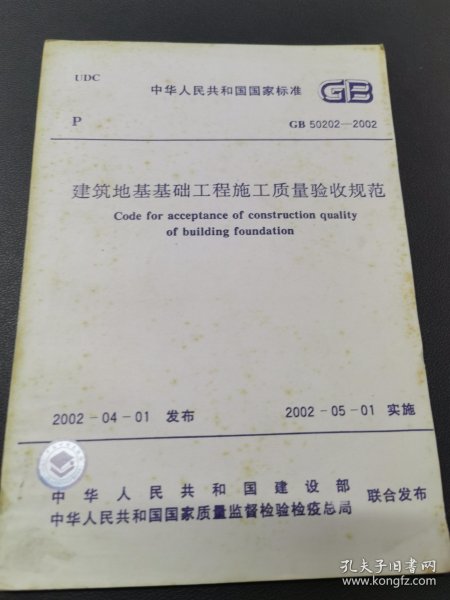 UDC
中华人民共和国国家标准 GB
P
GB 50202—2002
建筑地基基础工程施工质量验收规范
Code for acceptance of construction quality
of building foundation
2002－04－01 发布
2002－05－01 实施
中华人民共和国建设部
中华人民共和国国家质量监督检验检疫总局
联合发布
孔夫子旧书网
www.kongfz.com